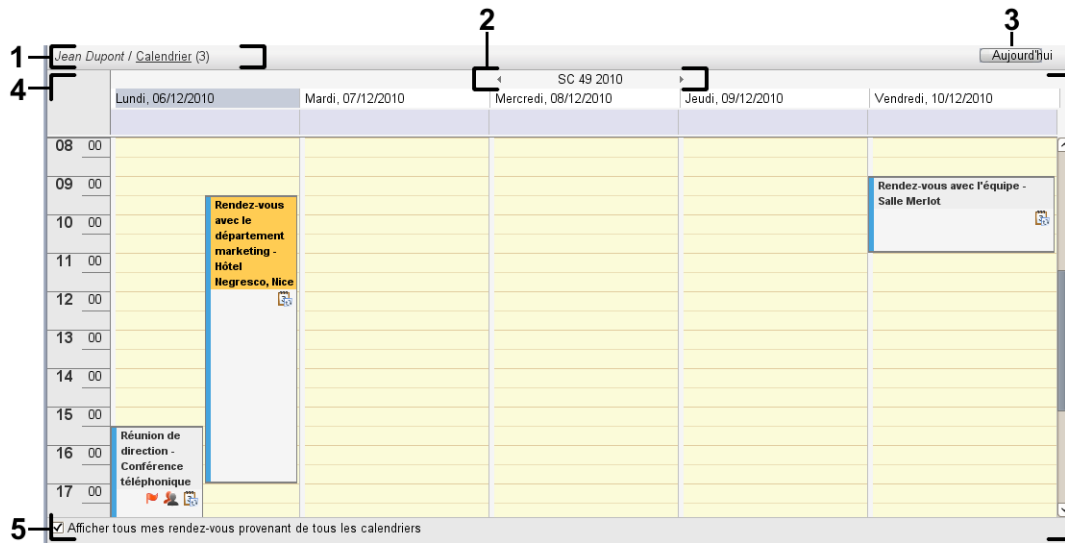 2
3
1
Jean Dupont / Calendrier (3)
Aujourd'hui
4
SC 49 2010
Lundi, 06/12/2010
Mardi, 07/12/2010
Mercredi, 08/12/2010
Jeudi, 09/12/2010
Vendredi, 10/12/2010
08 00
09 00
Rendez-vous avec l'équipe -
Salle Merlot
Rendez-vous
avec le
département
marketing -
Hôtel
Negresco, Nice
10 00
11 00
12 00
13 00
14 00
15 00
Réunion de
direction -
Conférence
téléphonique
16 00
17 00
5
Afficher tous mes rendez-vous provenant de tous les calendriers